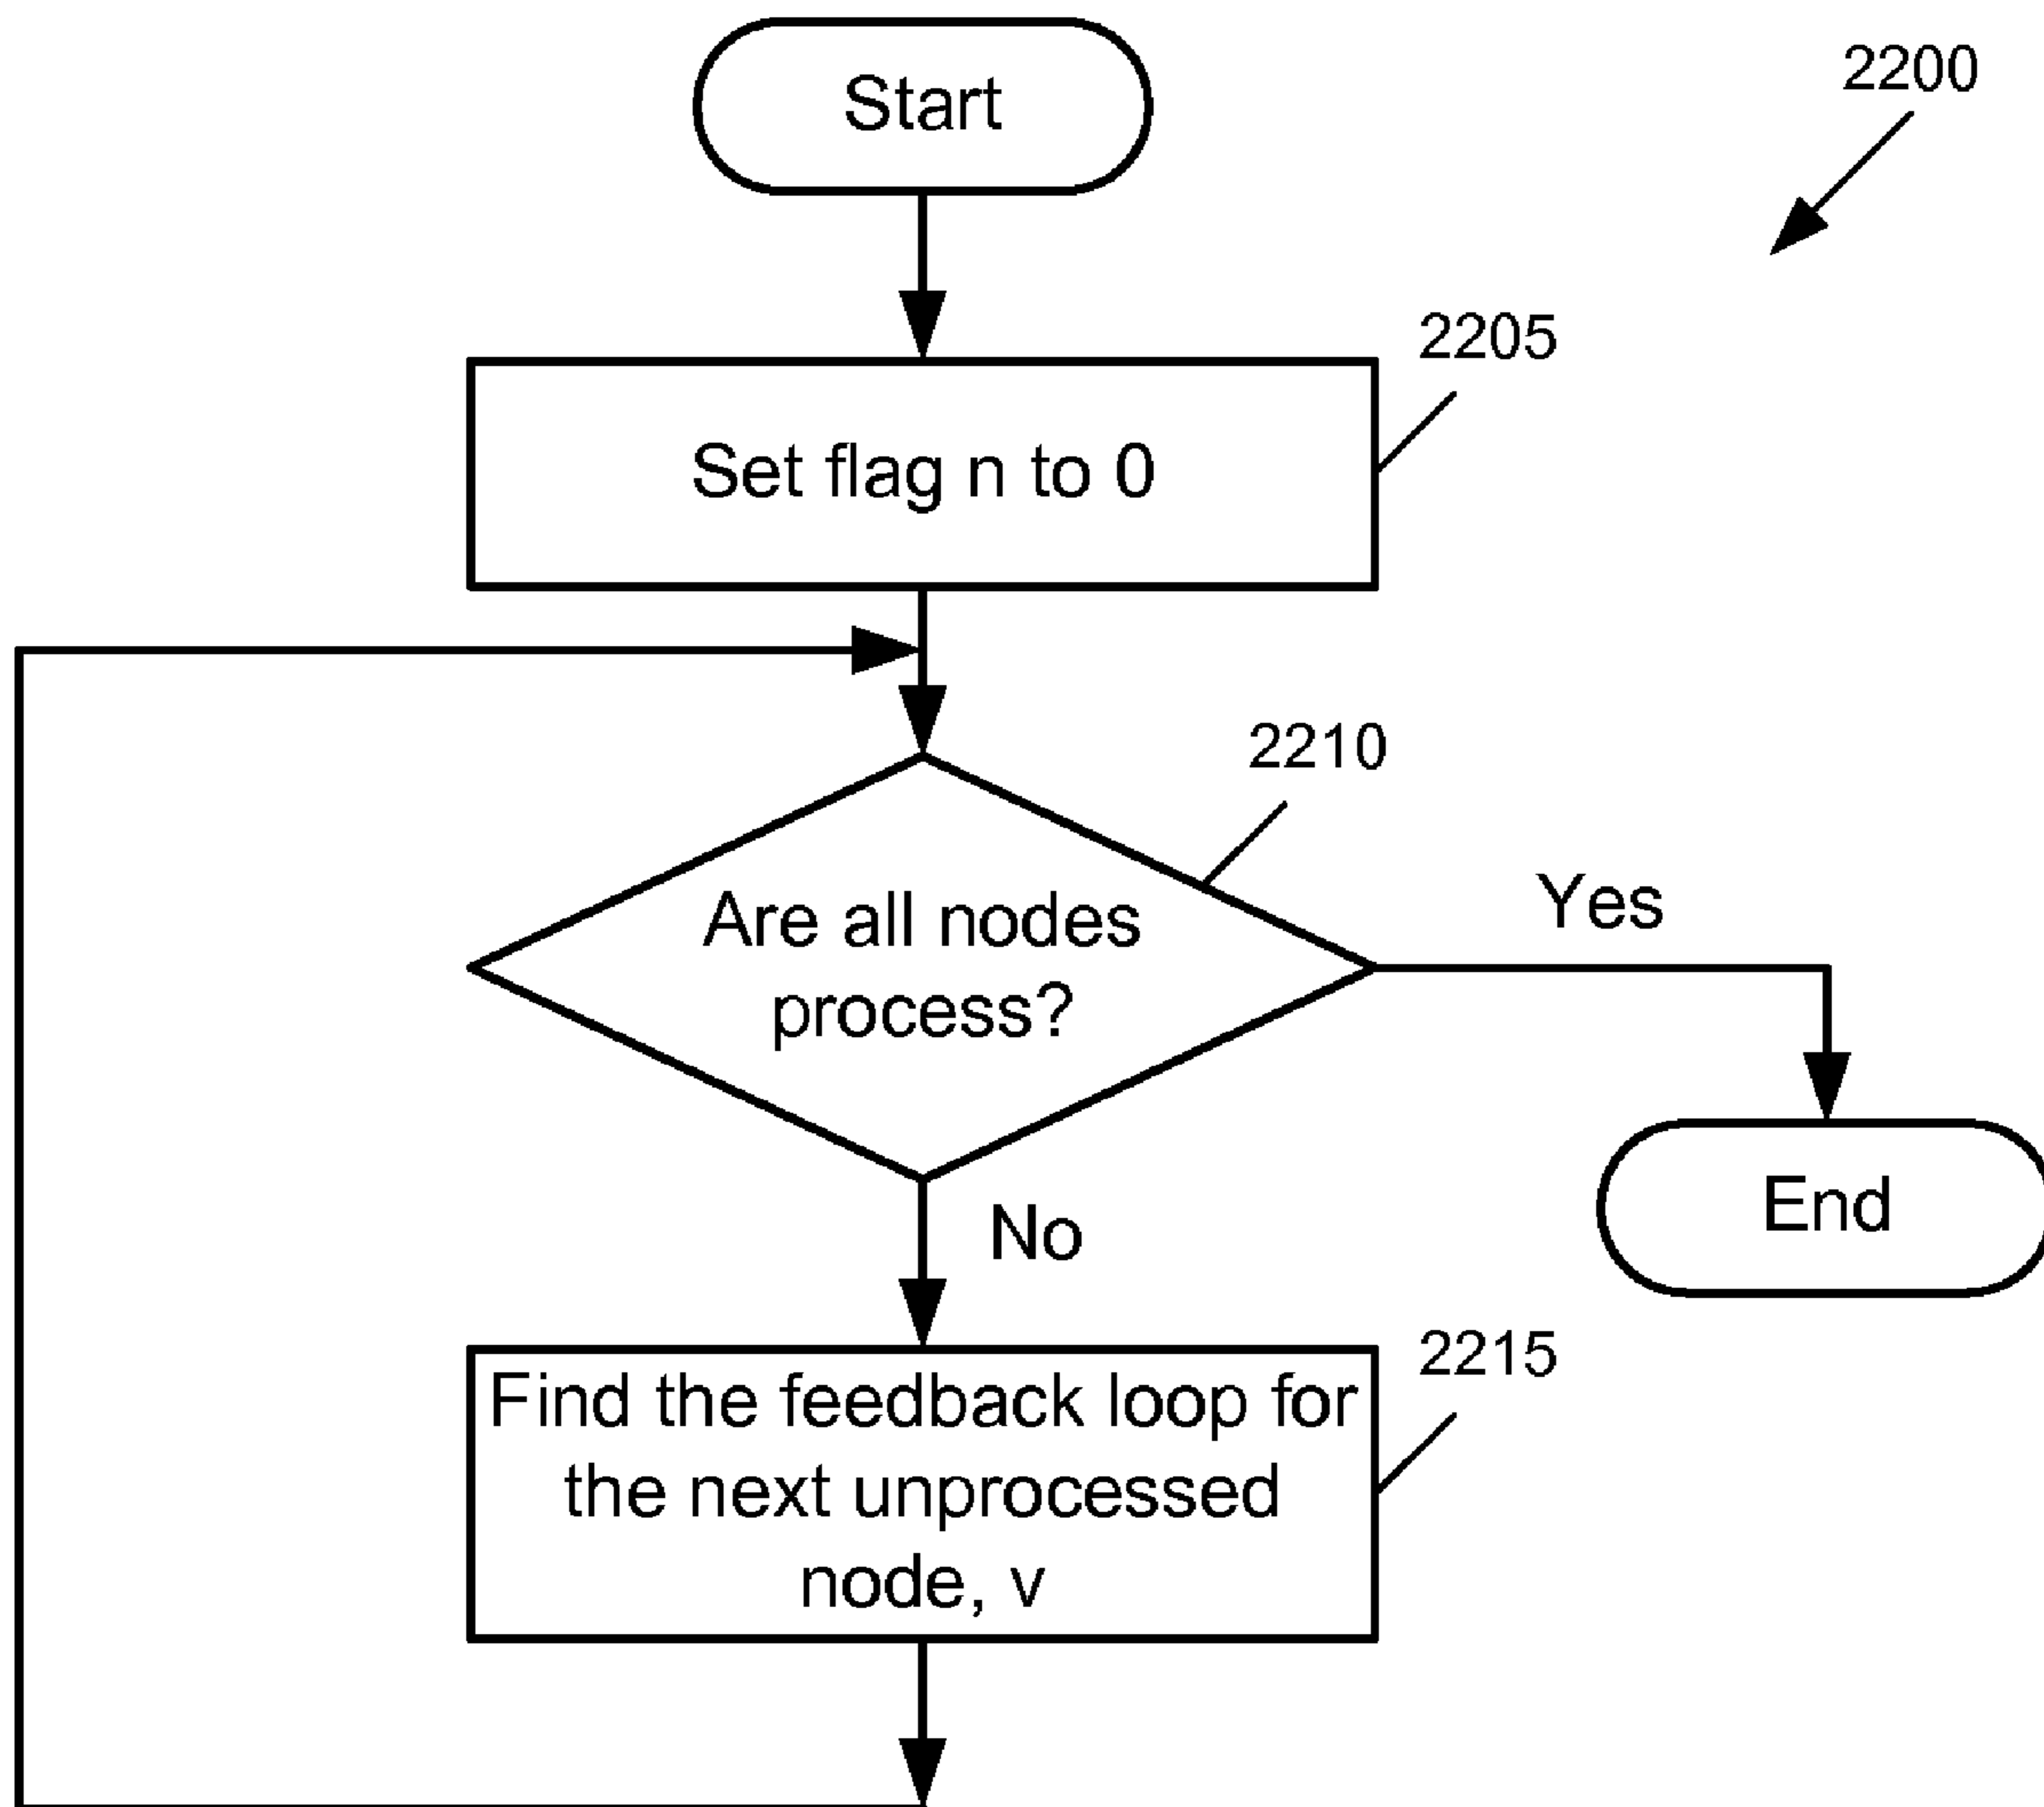 Start
2200
2205
Set flag n to 0
2210
Are all nodes
process?
Yes
No
End
2215
Find the feedback loop for
the next unprocessed
node, v